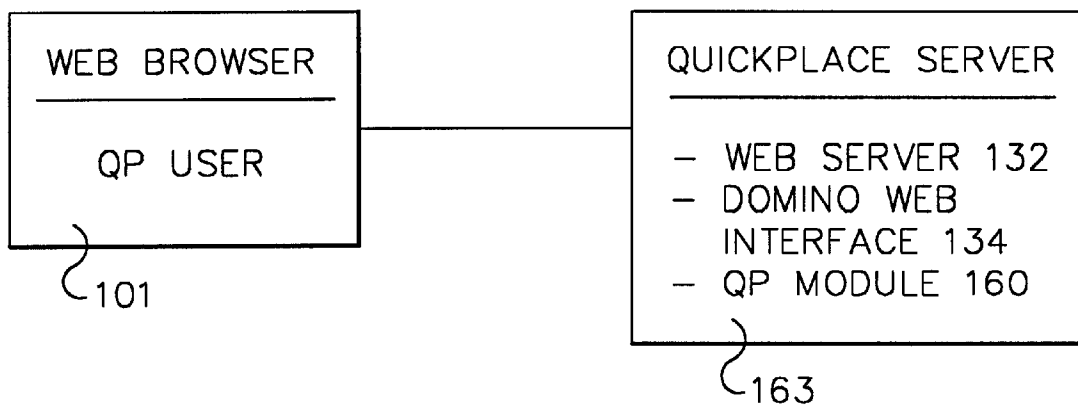 WEB BROWSER
QP USER
101
QUICKPLACE SERVER
– WEB SERVER 132
– DOMINO WEB
INTERFACE 134
– QP MODULE 160
163